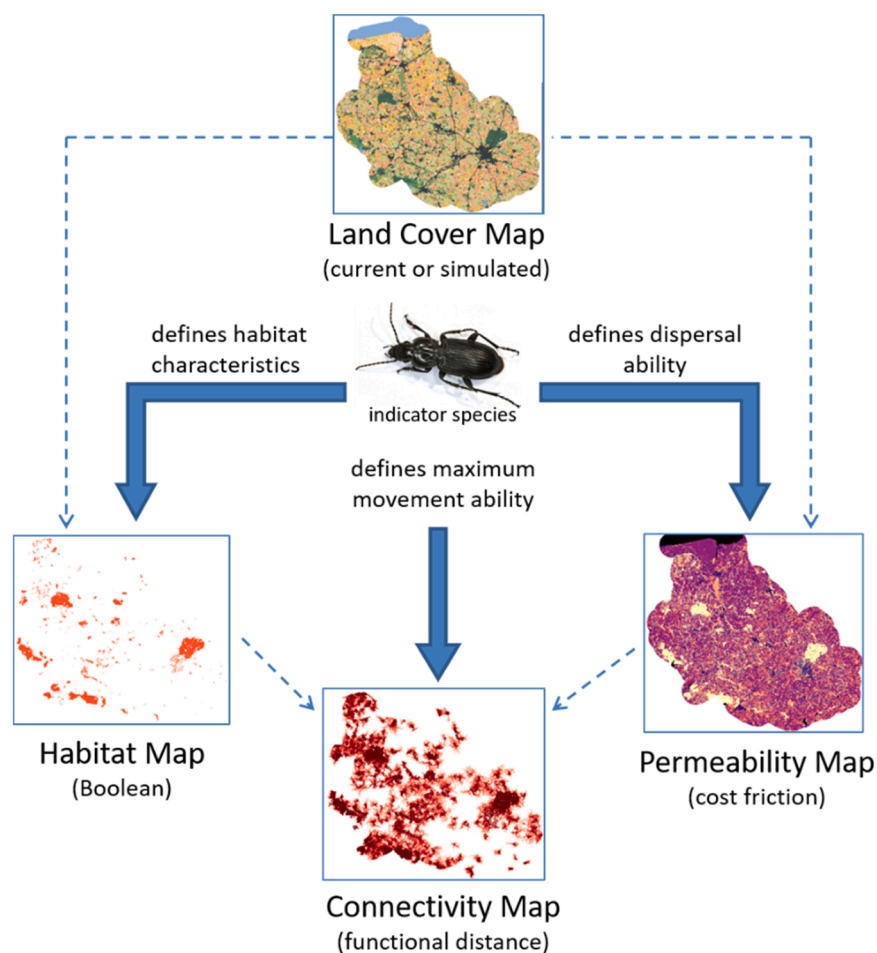 Land Cover Map
(current or simulated)
defines habitat
characteristics
defines dispersal
ability
indicator species
defines maximum
movement ability
Habitat Map
(Boolean)
Permeability Map
(cost friction)
Connectivity Map
(functional distance)